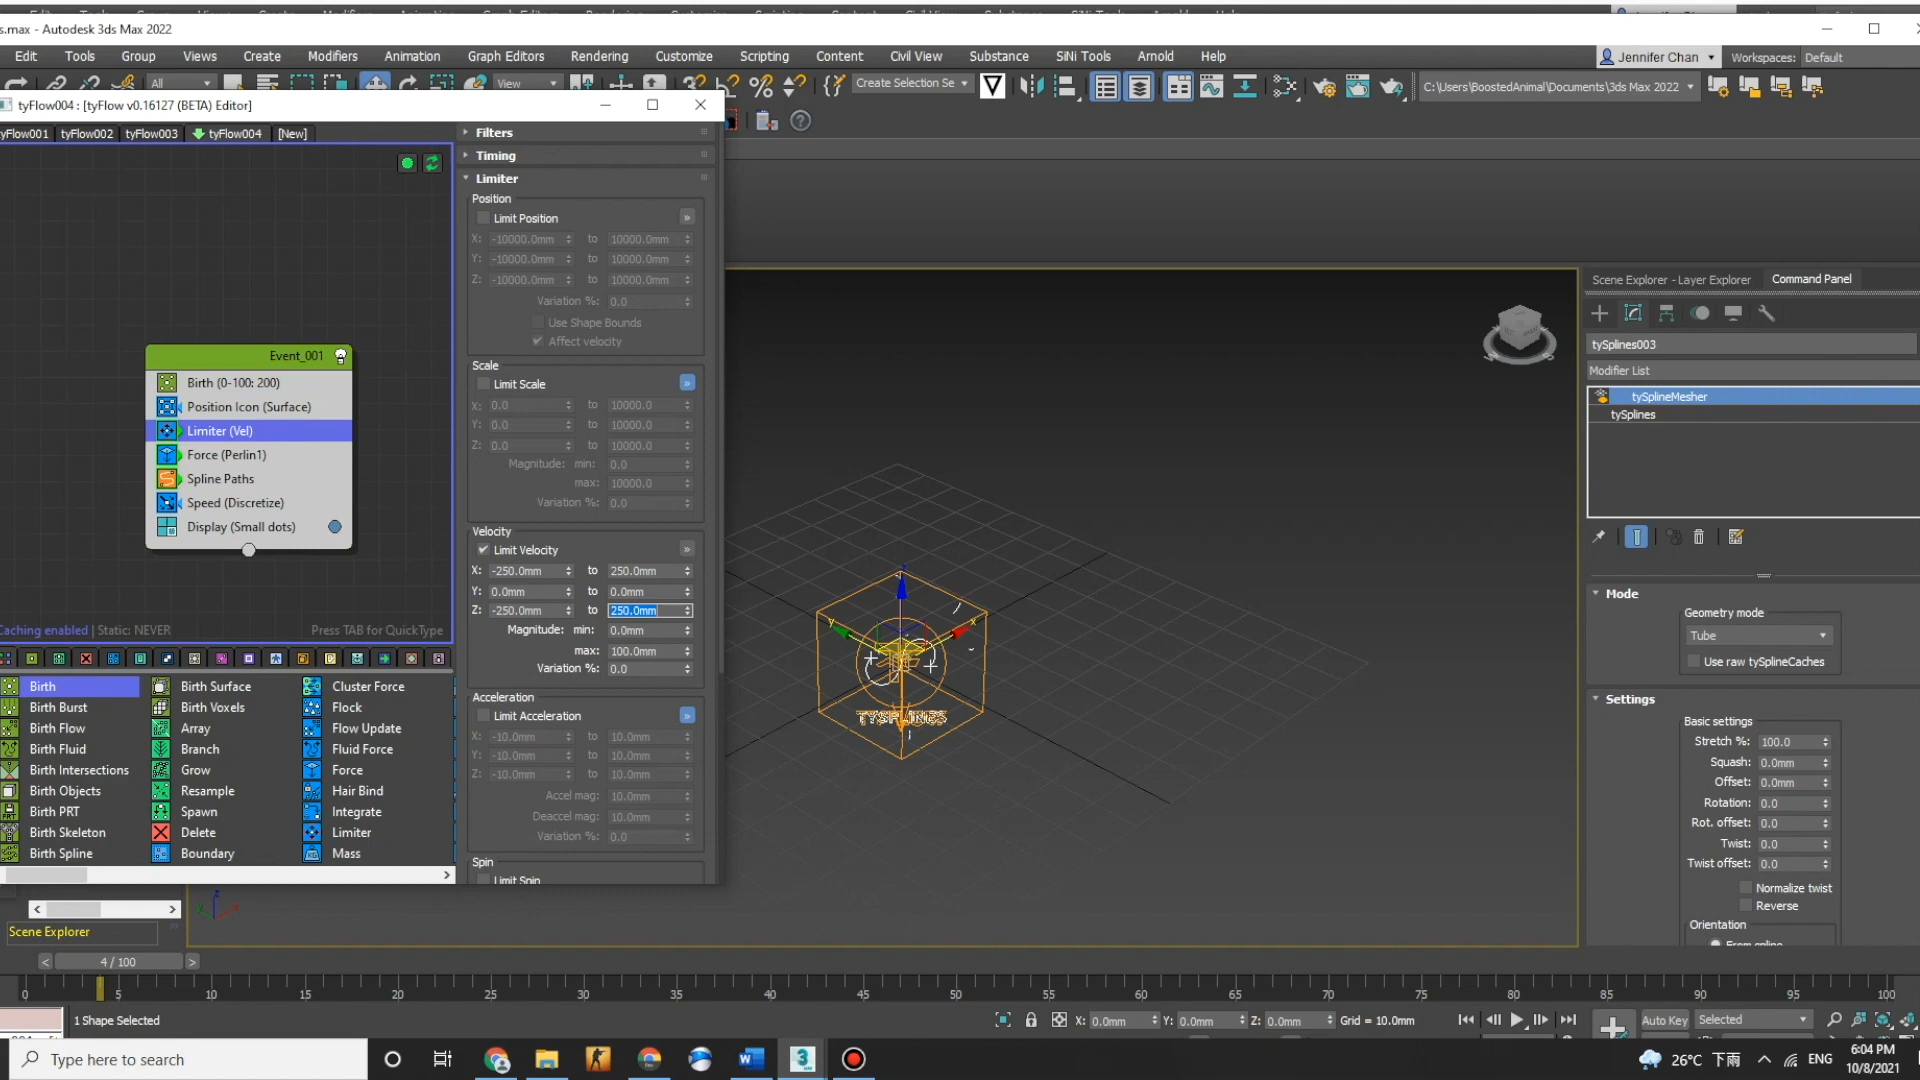 s.max - Autodesk 3ds Max 2022
Edit Tools Group Views Create Modifiers Animation Graph Editors Rendering Customize Scripting Content Civil View Substance SiNi Tools Arnold Help
Jennifer Chan Workspaces: Default
All View Create Selection Se C:\Users\BoostedAnimal\Documents\3ds Max 2022
tyFlow004 : [tyFlow v0.16127 (BETA) Editor]
yFlow001 tyFlow002 tyFlow003 tyFlow004 [New]
Filters
Timing
Limiter
Position
Limit Position
X: -10000.0mm to 10000.0mm
Y: -10000.0mm to 10000.0mm
Z: -10000.0mm to 10000.0mm
Variation %: 0.0
Use Shape Bounds
Affect velocity
Scale
Limit Scale
X: 0.0 to 10000.0
Y: 0.0 to 10000.0
Z: 0.0 to 10000.0
Magnitude: min: 0.0
max: 10000.0
Variation %: 0.0
Velocity
Limit Velocity
X: -250.0mm to 250.0mm
Y: 0.0mm to 0.0mm
Z: -250.0mm to 250.0mm
Magnitude: min: 0.0mm
max: 100.0mm
Variation %: 0.0
Acceleration
Limit Acceleration
X: -10.0mm to 10.0mm
Y: -10.0mm to 10.0mm
Z: -10.0mm to 10.0mm
Accel mag: 10.0mm
Deaccel mag: 10.0mm
Variation %: 0.0
Spin
Limit Spin
Event_001
Birth (0-100: 200)
Position Icon (Surface)
Limiter (Vel)
Force (Perlin1)
Spline Paths
Speed (Discretize)
Display (Small dots)
Caching enabled | Static: NEVER Press TAB for QuickType
Birth Birth Surface Cluster Force
Birth Burst Birth Voxels Flock
Birth Flow Array Flow Update
Birth Fluid Branch Fluid Force
Birth Intersections Grow Force
Birth Objects Resample Hair Bind
Birth PRT Spawn Integrate
Birth Skeleton Delete Limiter
Birth Spline Boundary Mass
TYSPLINES
z
y x
Scene Explorer - Layer Explorer Command Panel
tySplines003
Modifier List
tySplineMesher
tySplines
Mode
Geometry mode
Tube
Use raw tySplineCaches
Settings
Basic settings
Stretch %: 100.0
Squash: 0.0mm
Offset: 0.0mm
Rotation: 0.0
Rot. offset: 0.0
Twist: 0.0
Twist offset: 0.0
Normalize twist
Reverse
Orientation
From spline
Scene Explorer
4 / 100
0 5 10 15 20 25 30 35 40 45 50 55 60 65 70 75 80 85 90 95 100
1 Shape Selected
X: 0.0mm Y: 0.0mm Z: 0.0mm Grid = 10.0mm
Auto Key Selected
Type here to search
26°C 下雨 ENG
6:04 PM
10/8/2021